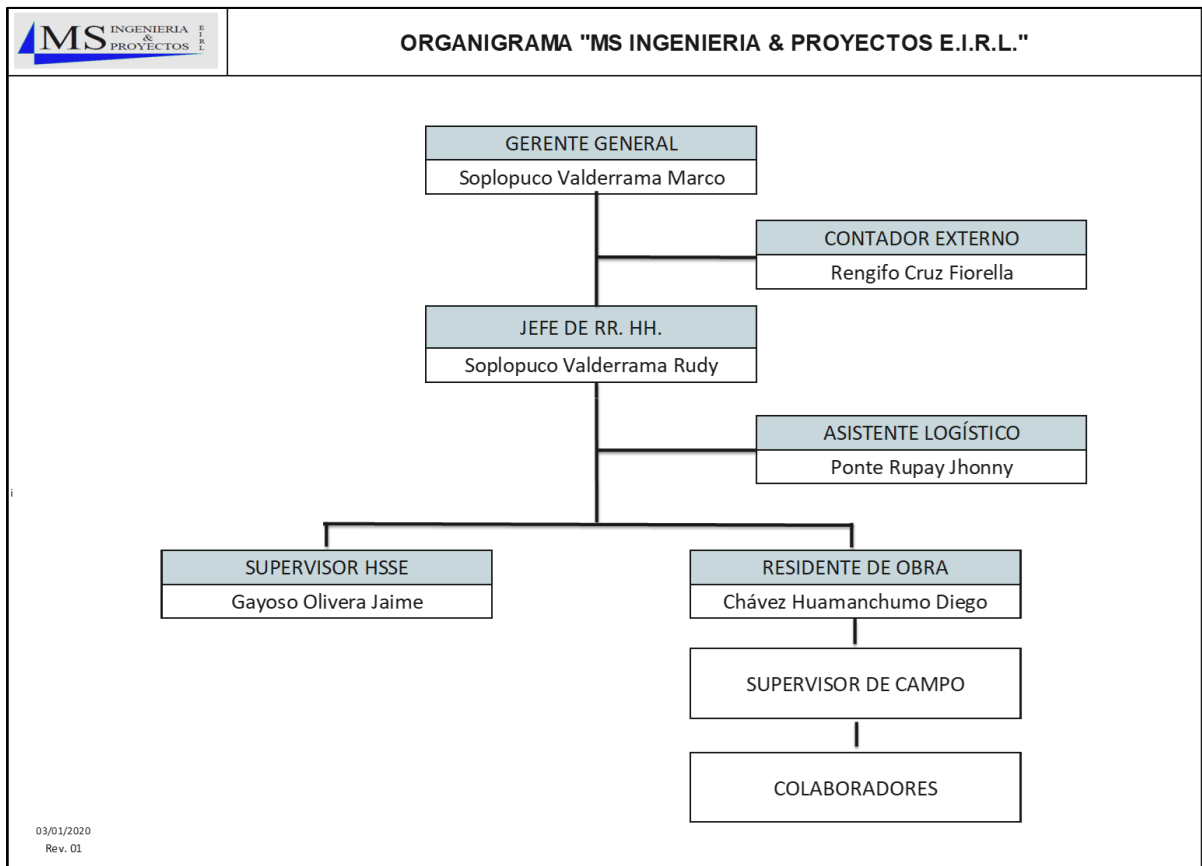 MS INGENIERIA & PROYECTOS EIRL
ORGANIGRAMA "MS INGENIERIA & PROYECTOS E.I.R.L."
GERENTE GENERAL
Soplopuco Valderrama Marco
CONTADOR EXTERNO
Rengifo Cruz Fiorella
JEFE DE RR. HH.
Soplopuco Valderrama Rudy
ASISTENTE LOGÍSTICO
Ponte Rupay Jhonny
i
SUPERVISOR HSSE
Gayoso Olivera Jaime
RESIDENTE DE OBRA
Chávez Huamanchumo Diego
SUPERVISOR DE CAMPO
COLABORADORES
03/01/2020
Rev. 01